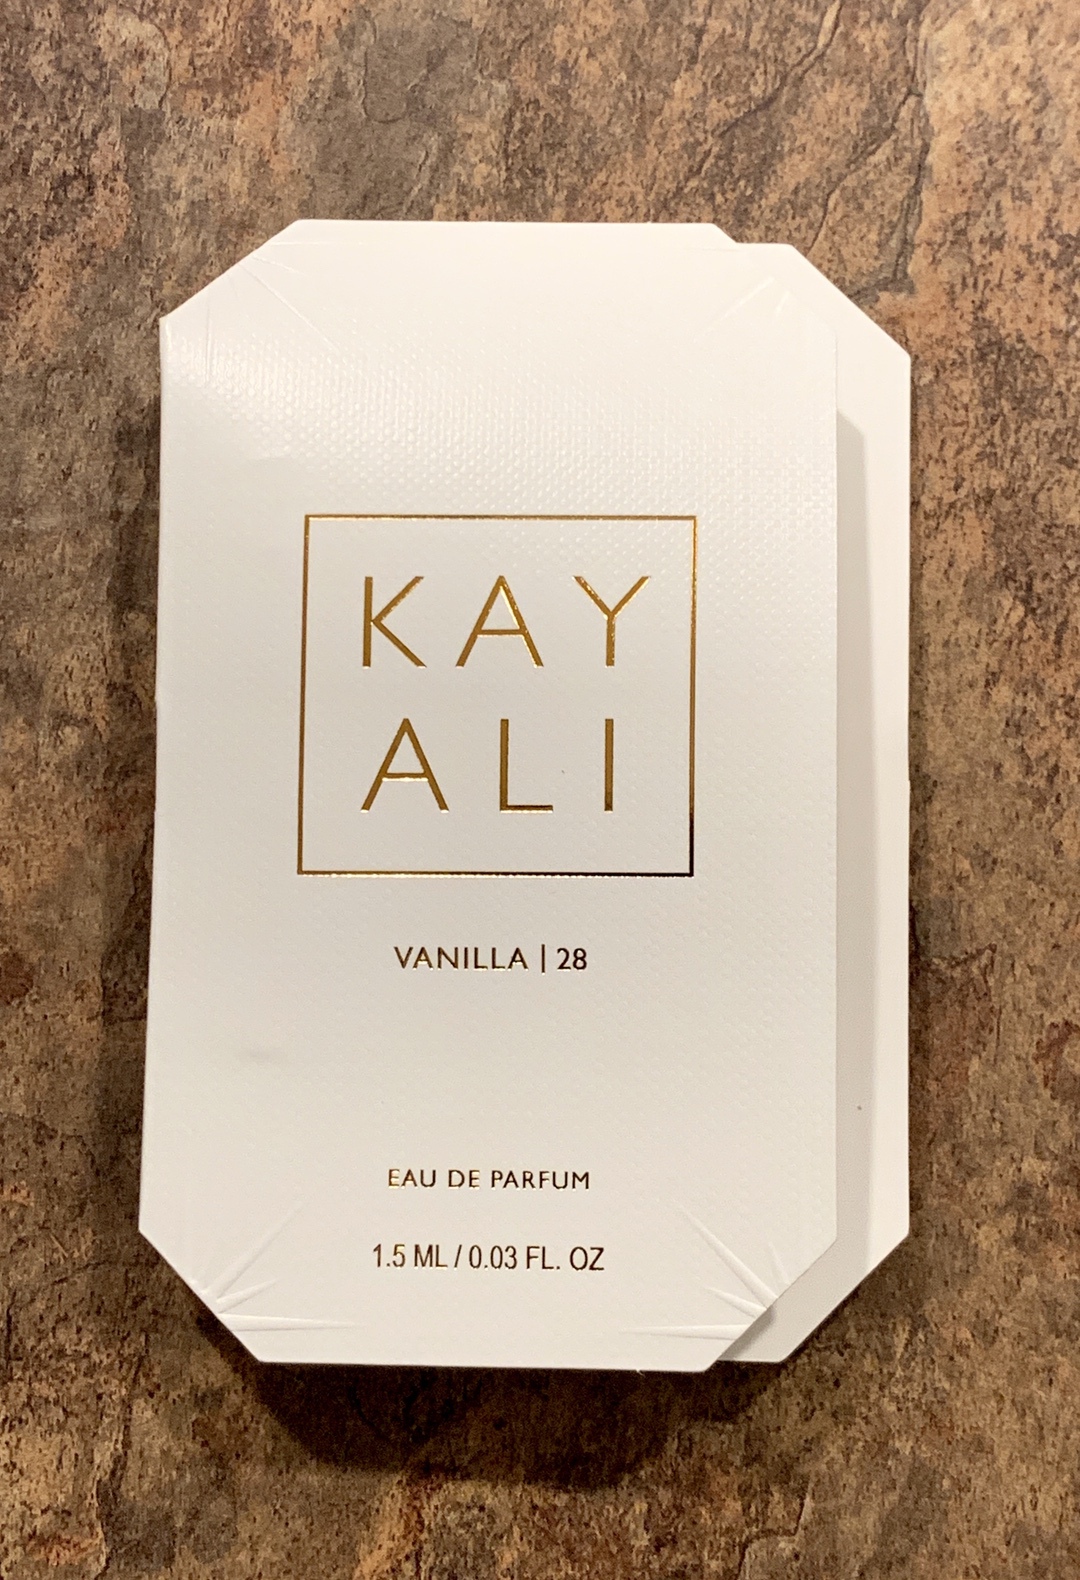 KAY
ALI
VANILLA | 28
EAU DE PARFUM
1.5 ML / 0.03 FL. OZ